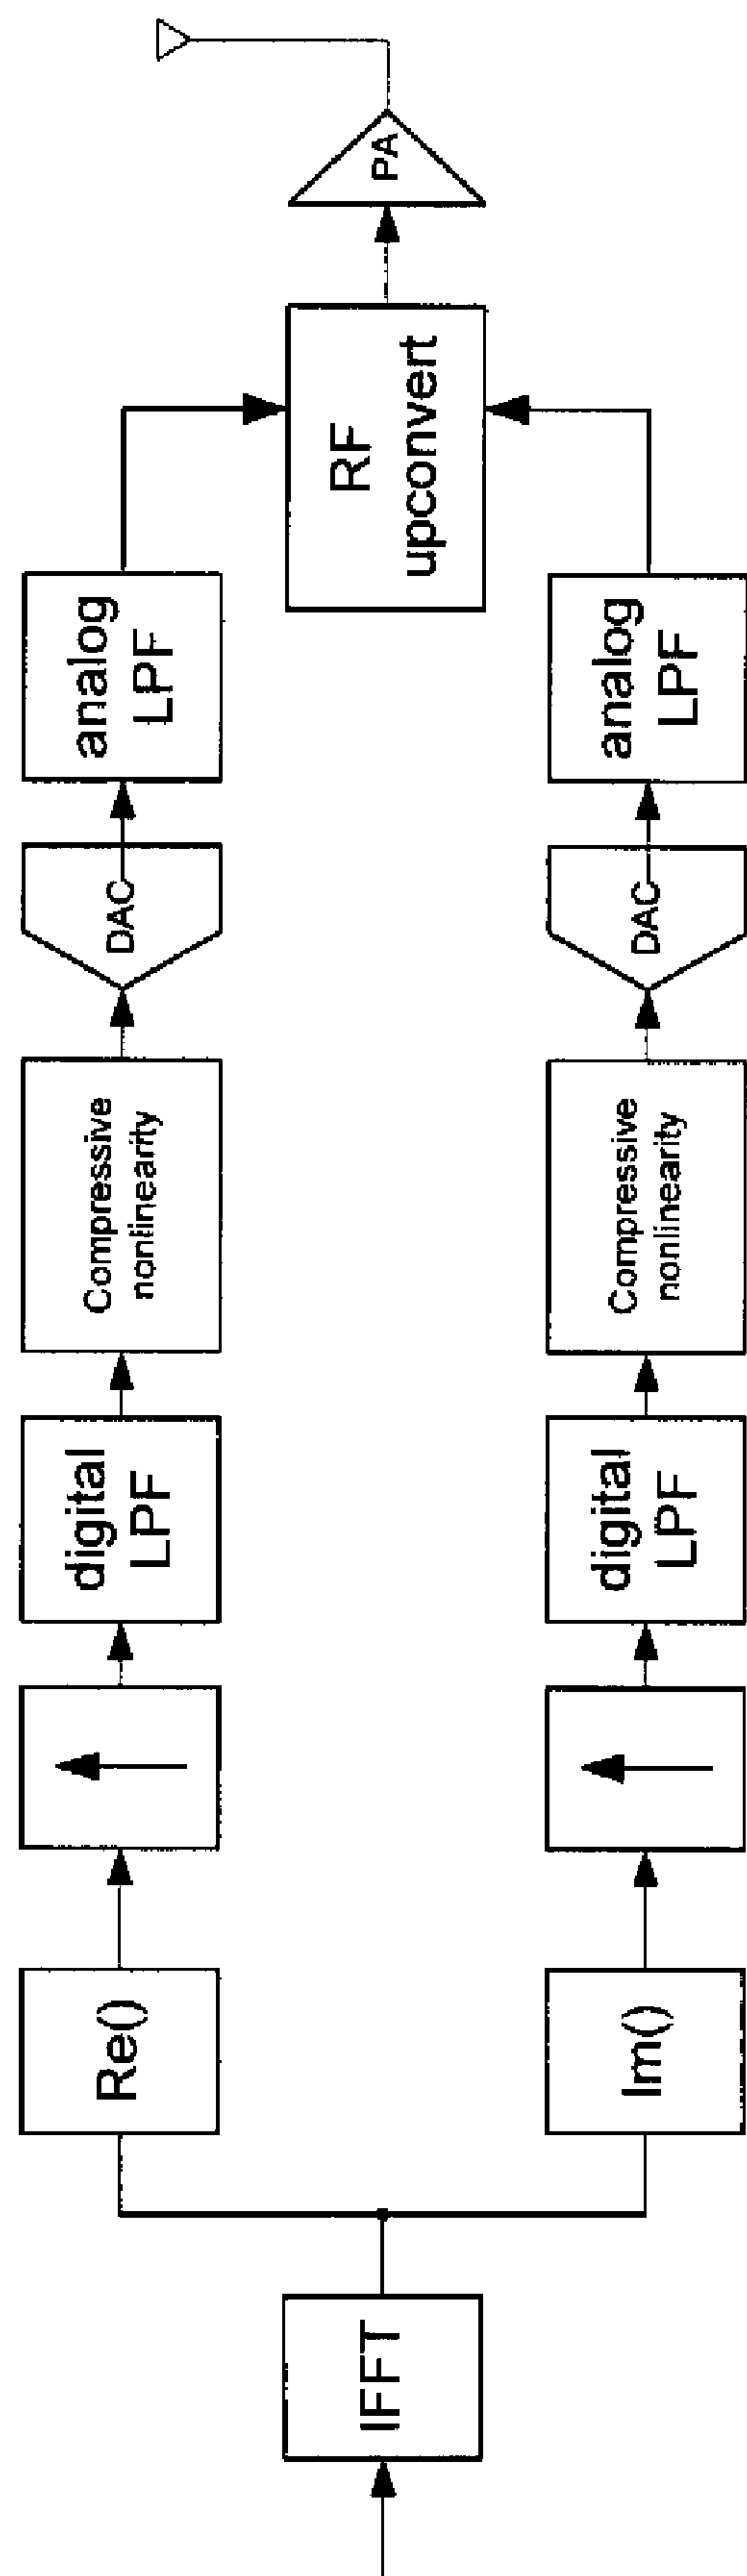 IFFT
Re()
digital
LPF
Compressive
nonlinearity
DAC
analog
LPF
Im()
digital
LPF
Compressive
nonlinearity
DAC
analog
LPF
RF
upconvert
PA